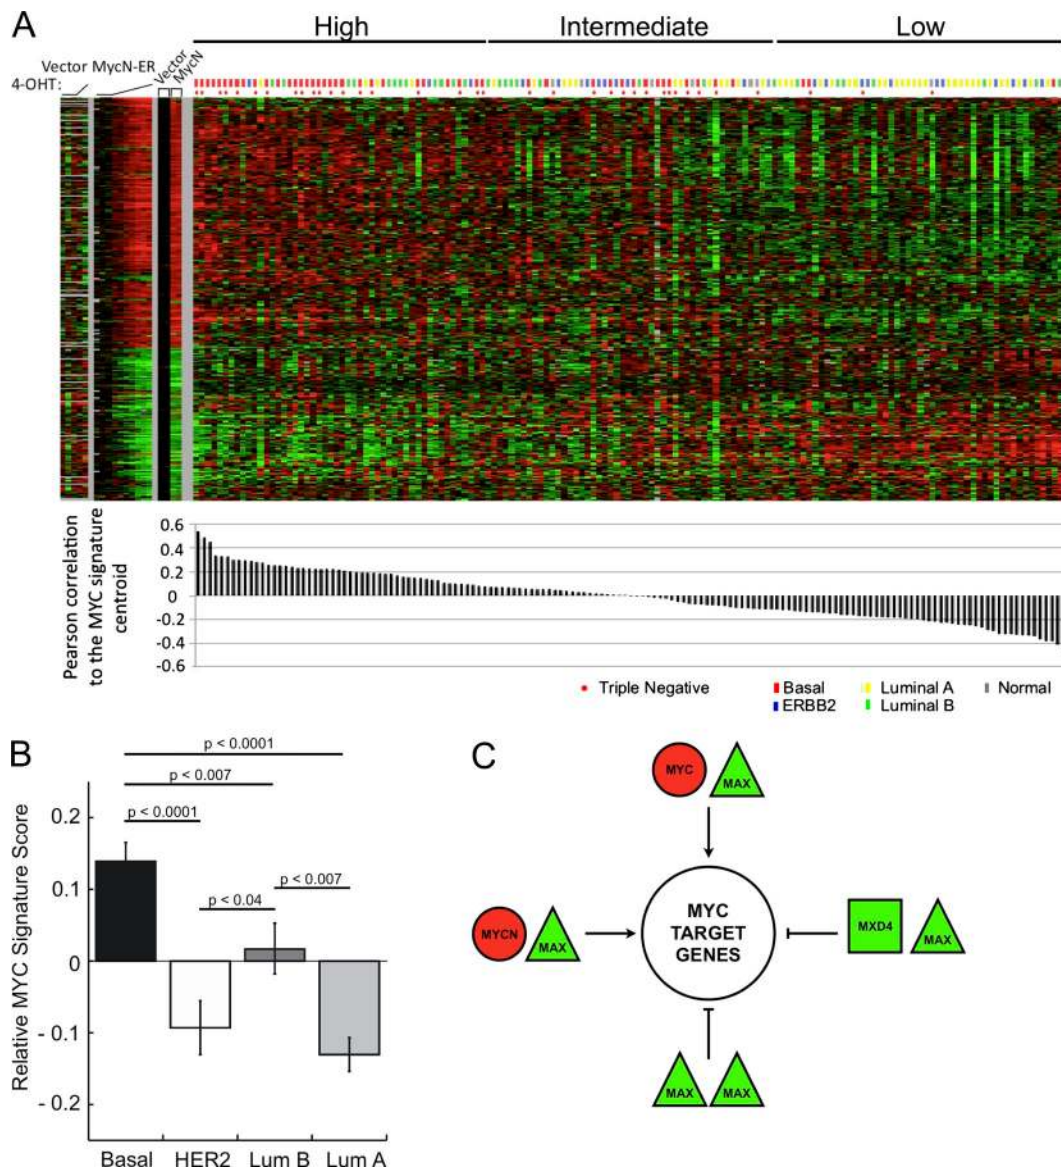 A
High Intermediate Low
Vector MycN-ER Vector MycN
4-OHT:
Pearson correlation
to the MYC signature
centroid
0.6
0.4
0.2
0
-0.2
-0.4
-0.6
Triple Negative Basal Luminal A Normal
ERBB2 Luminal B
B
Relative MYC Signature Score
p < 0.0001
p < 0.007
p < 0.0001
p < 0.007
p < 0.04
0.2
0.1
0
- 0.1
- 0.2
Basal HER2 Lum B Lum A
C
MYC MAX
MYCN MAX
MYC
TARGET
GENES
MXD4 MAX
MAX MAX